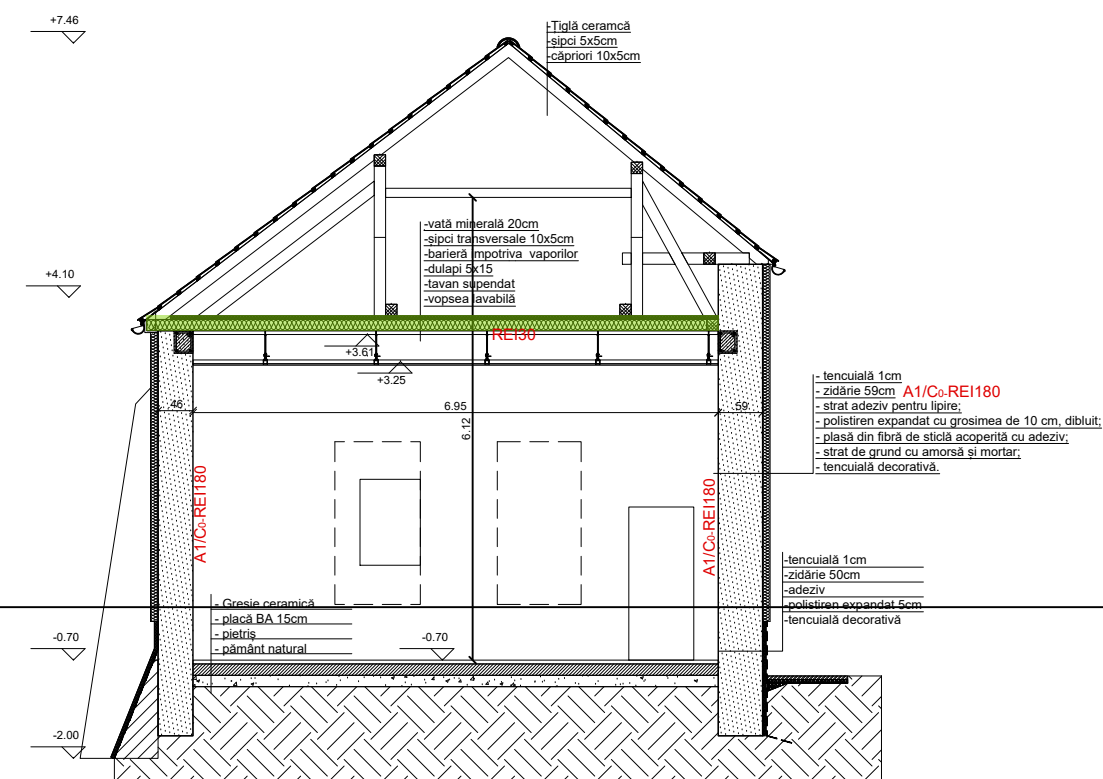 +7.46
-Țiglă ceramcă
-șipci 5x5cm
-căpriori 10x5cm
-vată minerală 20cm
-șipci transversale 10x5cm
-barieră împotriva vaporilor
-dulapi 5x15
-tavan supendat
-vopsea lavabilă
+4.10
REI30
+3.61
+3.25
.46
6.95
.59
6.12
- tencuială 1cm
- zidărie 59cm A1/C0-REI180
- strat adeziv pentru lipire;
- polistiren expandat cu grosimea de 10 cm, dibluit;
- plasă din fibră de sticlă acoperită cu adeziv;
- strat de grund cu amorsă și mortar;
- tencuială decorativă.
A1/C0-REI180
A1/C0-REI180
-tencuială 1cm
-zidărie 50cm
-adeziv
-polistiren expandat 5cm
-tencuială decorativă
- Gresie ceramică
- placă BA 15cm
- pietriș
- pământ natural
-0.70
-0.70
-2.00